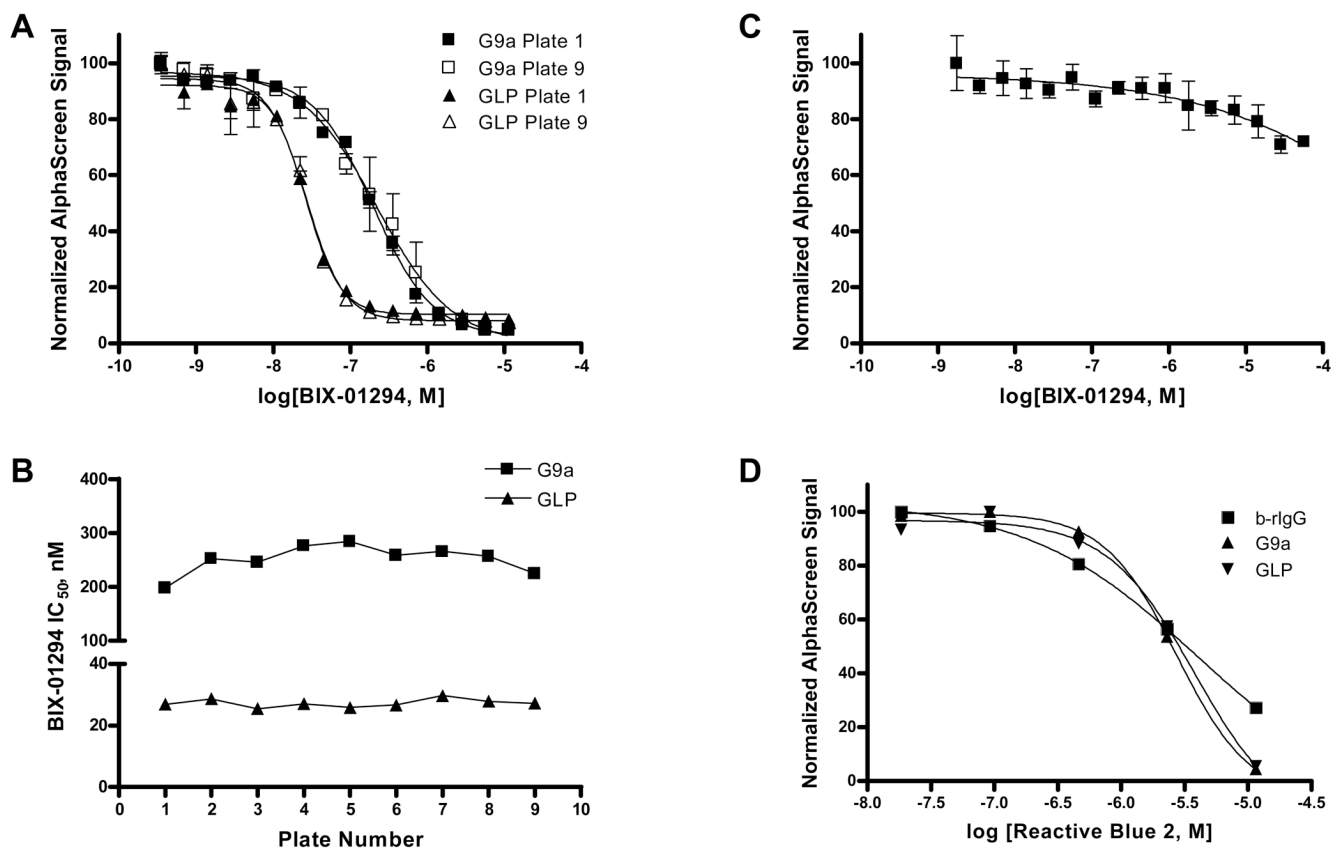 A
Normalized AlphaScreen Signal
100
80
60
40
20
0
-10
-9
-8
-7
-6
-5
-4
log[BIX-01294, M]
G9a Plate 1
G9a Plate 9
GLP Plate 1
GLP Plate 9
C
Normalized AlphaScreen Signal
100
80
60
40
20
0
-10
-9
-8
-7
-6
-5
-4
log[BIX-01294, M]
B
BIX-01294 IC50, nM
400
300
200
100
40
20
0
0
1
2
3
4
5
6
7
8
9
10
Plate Number
G9a
GLP
D
Normalized AlphaScreen Signal
100
80
60
40
20
0
-8.0
-7.5
-7.0
-6.5
-6.0
-5.5
-5.0
-4.5
log [Reactive Blue 2, M]
b-rIgG
G9a
GLP